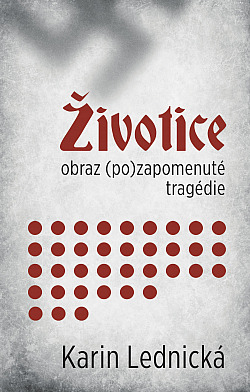 Životice
obraz (po)zapomenuté
tragédie
Karin Lednická